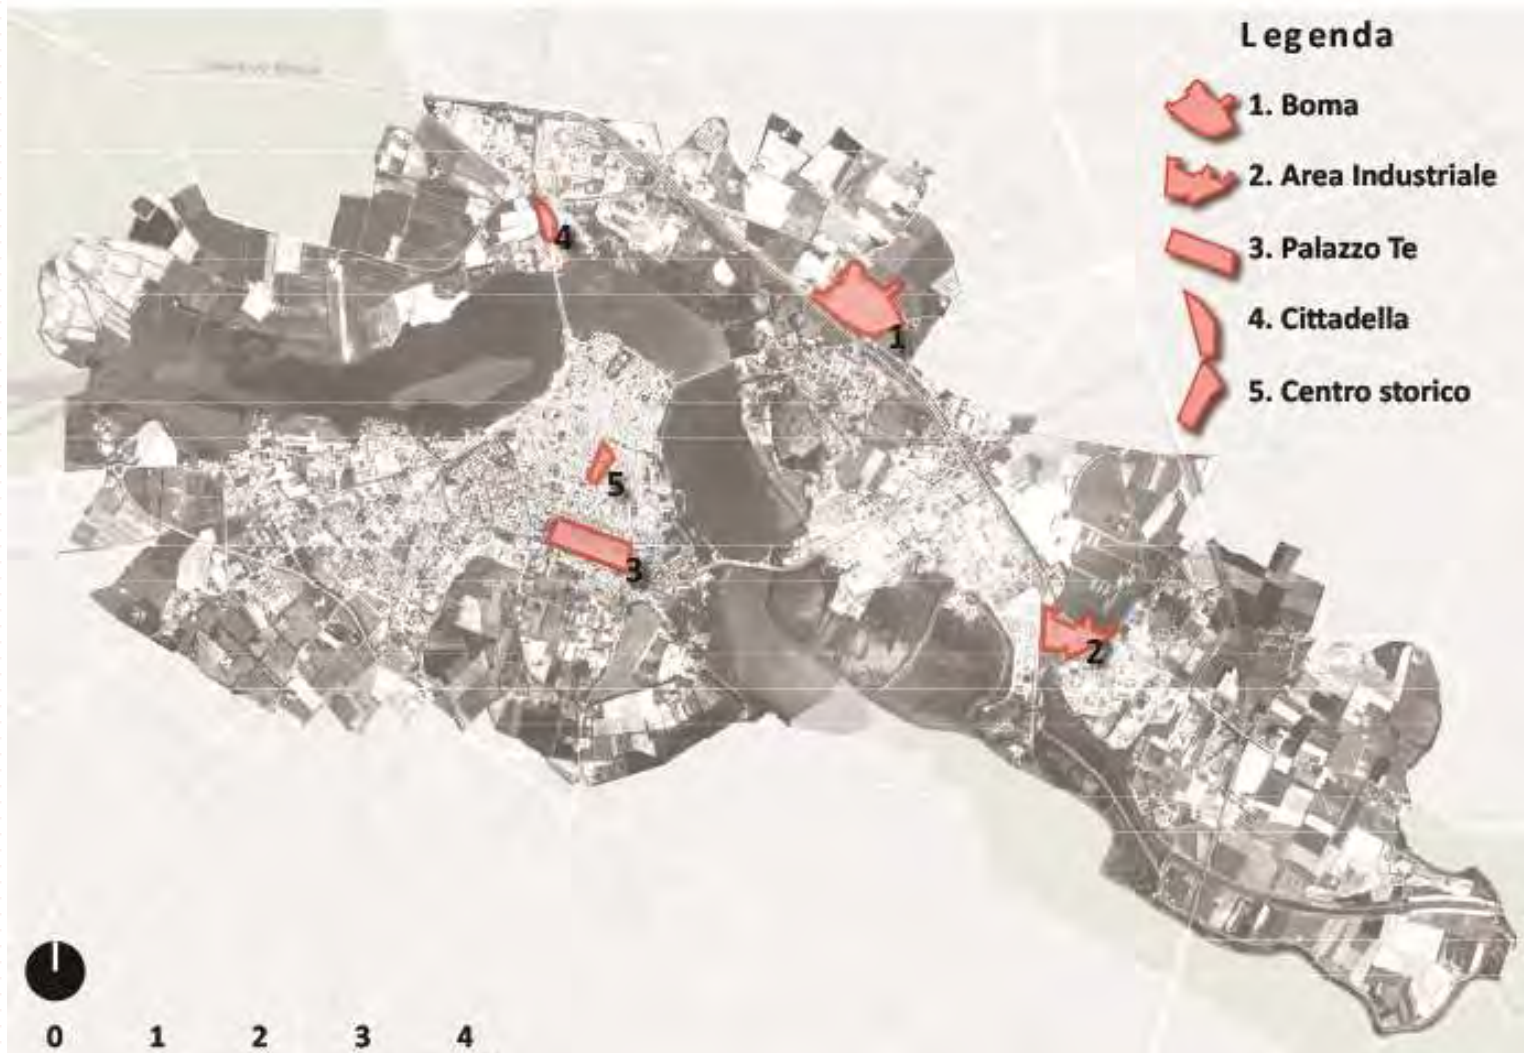 Legenda
1. Boma
2. Area Industriale
3. Palazzo Te
4. Cittadella
5. Centro storico
4
1
5
3
2
0 1 2 3 4